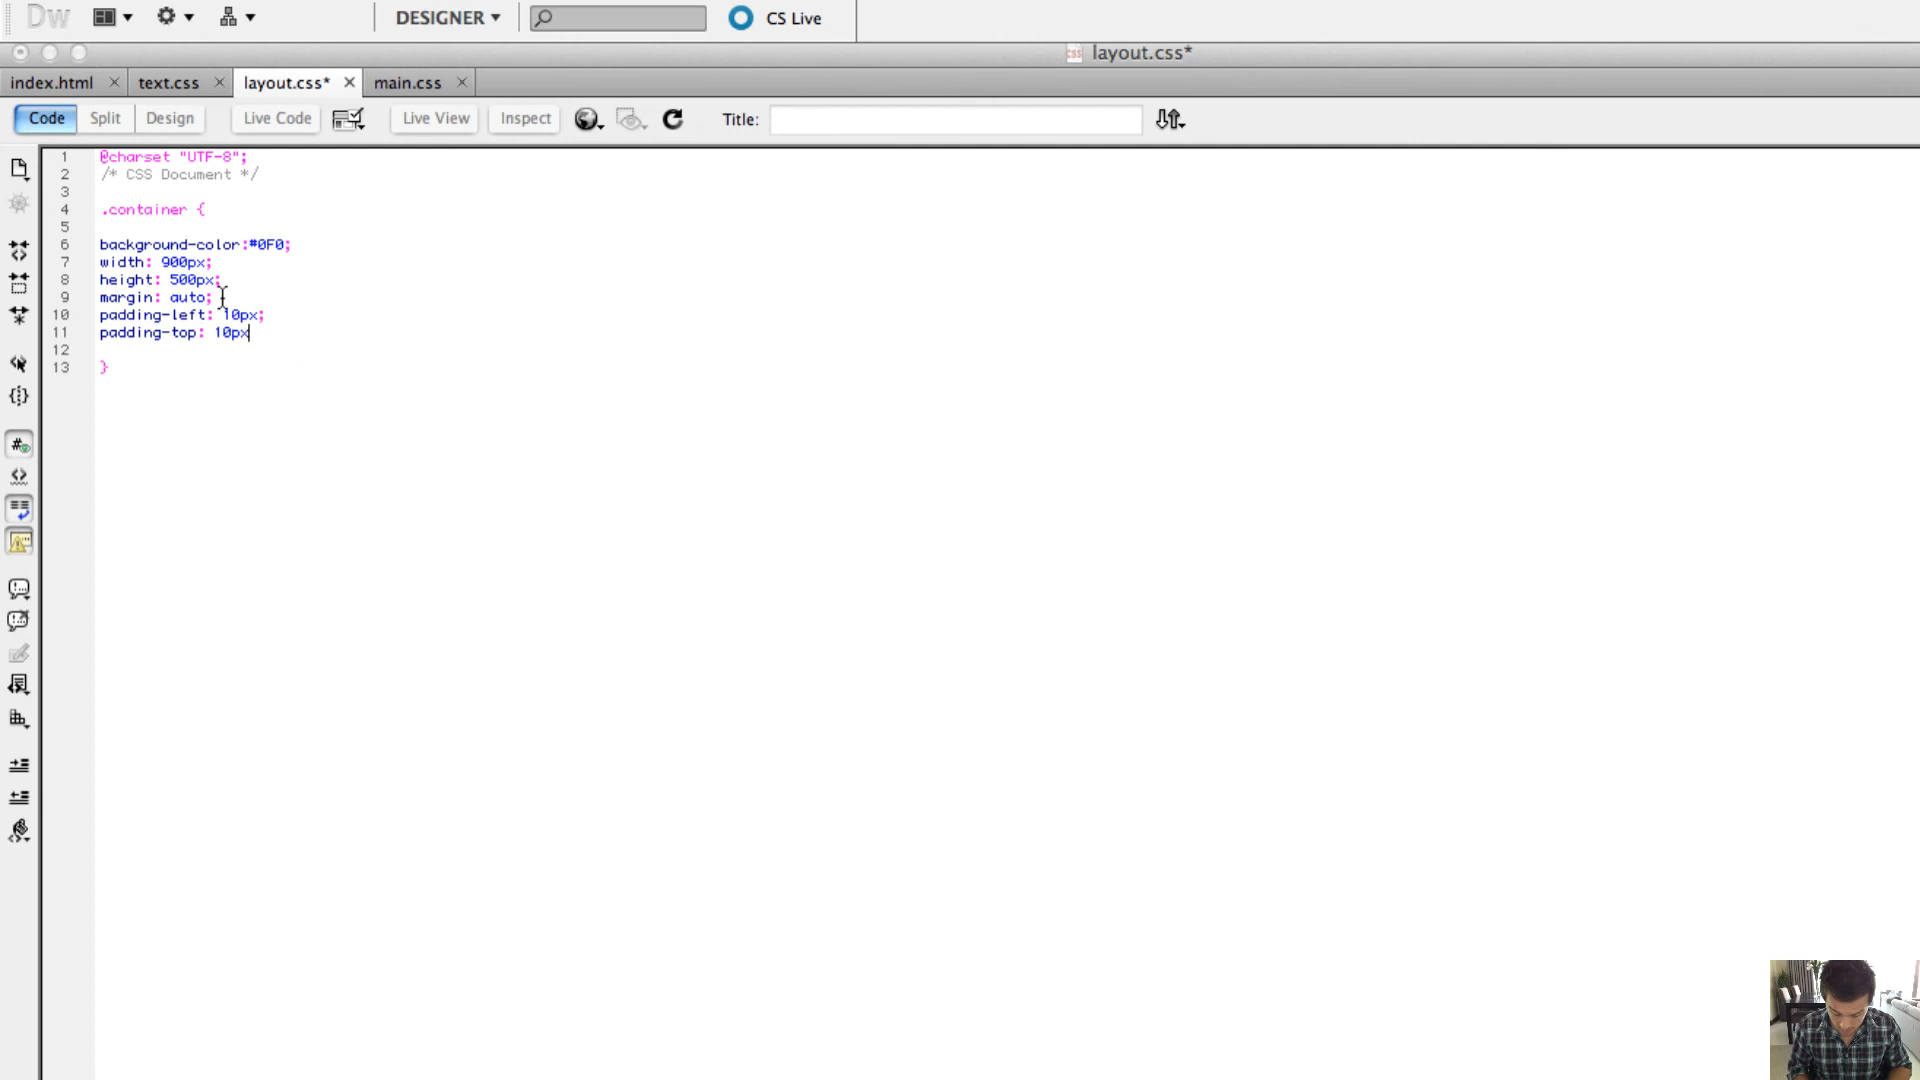 Dw DESIGNER CS Live
layout.css*
index.html text.css layout.css* main.css
Code Split Design Live Code Live View Inspect Title:
1 @charset "UTF-8";
2 /* CSS Document */
3
4 .container {
5
6 background-color:#0F0;
7 width: 900px;
8 height: 500px;
9 margin: auto;
10 padding-left: 10px;
11 padding-top: 10px
12
13 }